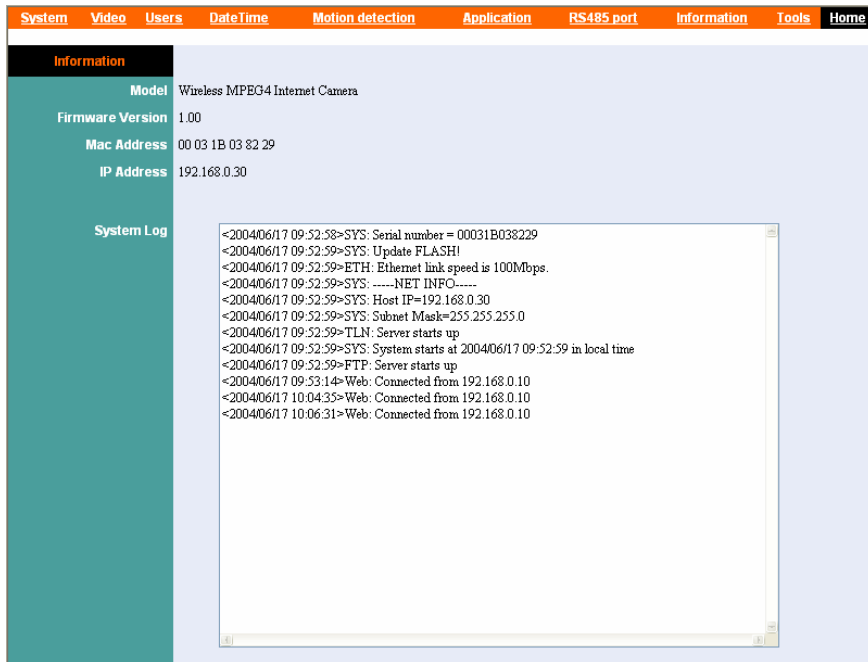 System Video Users DateTime Motion detection Application RS485 port Information Tools Home
Information
Model Wireless MPEG4 Internet Camera
Firmware Version 1.00
Mac Address 00 03 1B 03 82 29
IP Address 192.168.0.30
System Log
<2004/06/17 09:52:58>SYS: Serial number = 00031B038229
<2004/06/17 09:52:59>SYS: Update FLASH!
<2004/06/17 09:52:59>ETH: Ethernet link speed is 100Mbps.
<2004/06/17 09:52:59>SYS: -----NET INFO-----
<2004/06/17 09:52:59>SYS: Host IP=192.168.0.30
<2004/06/17 09:52:59>SYS: Subnet Mask=255.255.255.0
<2004/06/17 09:52:59>TLN: Server starts up
<2004/06/17 09:52:59>SYS: System starts at 2004/06/17 09:52:59 in local time
<2004/06/17 09:52:59>FTP: Server starts up
<2004/06/17 09:53:14>Web: Connected from 192.168.0.10
<2004/06/17 10:04:35>Web: Connected from 192.168.0.10
<2004/06/17 10:06:31>Web: Connected from 192.168.0.10